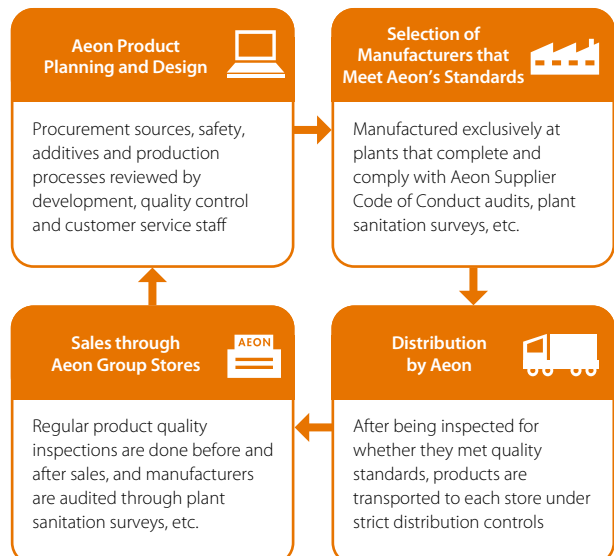 Aeon Product
Planning and Design
Procurement sources, safety,
additives and production
processes reviewed by
development, quality control
and customer service staff
Selection of
Manufacturers that
Meet Aeon’s Standards
Manufactured exclusively at
plants that complete and
comply with Aeon Supplier
Code of Conduct audits, plant
sanitation surveys, etc.
Sales through
Aeon Group Stores
AEON
Regular product quality
inspections are done before and
after sales, and manufacturers
are audited through plant
sanitation surveys, etc.
Distribution
by Aeon
After being inspected for
whether they met quality
standards, products are
transported to each store under
strict distribution controls